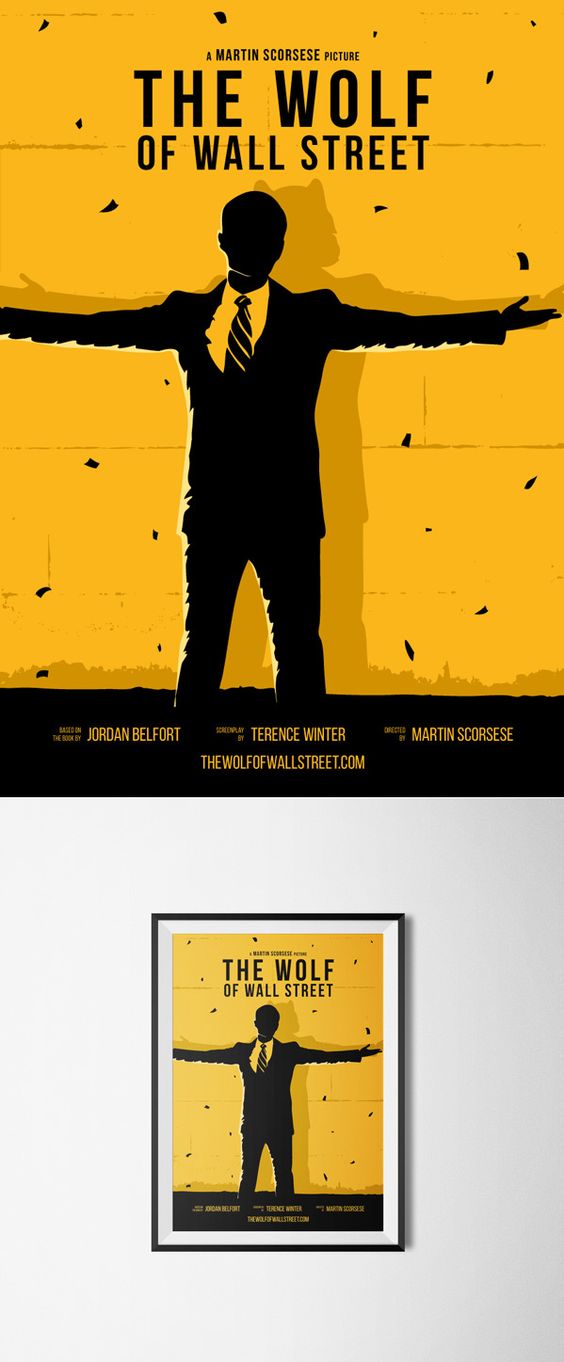 A MARTIN SCORSESE PICTURE
THE WOLF
OF WALL STREET
BASED ON THE BOOK BY JORDAN BELFORT
SCREENPLAY BY TERENCE WINTER
DIRECTED BY MARTIN SCORSESE
THEWOLFOFWALLSTREET.COM
A MARTIN SCORSESE PICTURE
THE WOLF
OF WALL STREET
JORDAN BELFORT
TERENCE WINTER
MARTIN SCORSESE
THEWOLFOFWALLSTREET.COM